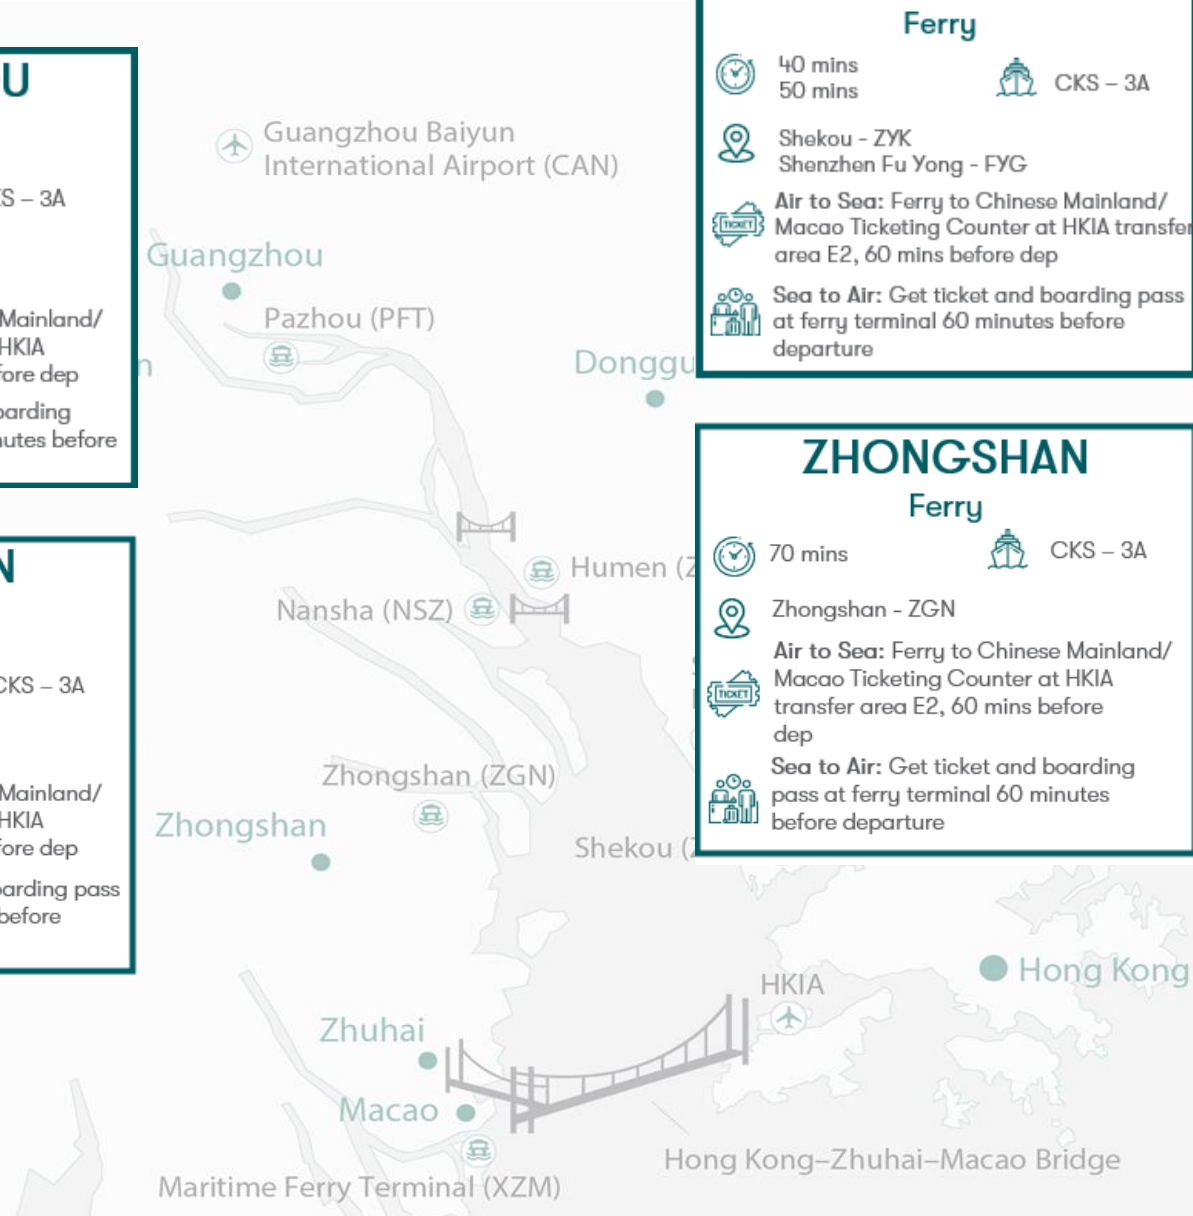 Ferry
40 mins
50 mins
CKS – 3A
Shekou - ZYK
Shenzhen Fu Yong - FYG
Air to Sea: Ferry to Chinese Mainland/
Macao Ticketing Counter at HKIA transfer
area E2, 60 mins before dep
Sea to Air: Get ticket and boarding pass
at ferry terminal 60 minutes before
departure
U
S – 3A
Mainland/
HKIA
fore dep
oarding
nutes before
Guangzhou Baiyun
International Airport (CAN)
Guangzhou
Pazhou (PFT)
n
Donggu
ZHONGSHAN
Ferry
70 mins
CKS – 3A
Zhongshan - ZGN
Air to Sea: Ferry to Chinese Mainland/
Macao Ticketing Counter at HKIA
transfer area E2, 60 mins before
dep
Sea to Air: Get ticket and boarding
pass at ferry terminal 60 minutes
before departure
TICKET
TICKET
N
CKS – 3A
Mainland/
HKIA
fore dep
oarding pass
before
Humen (Z
Nansha (NSZ)
Zhongshan (ZGN)
Zhongshan
Shekou (Z
HKIA
Hong Kong
Zhuhai
Macao
Hong Kong–Zhuhai–Macao Bridge
Maritime Ferry Terminal (XZM)